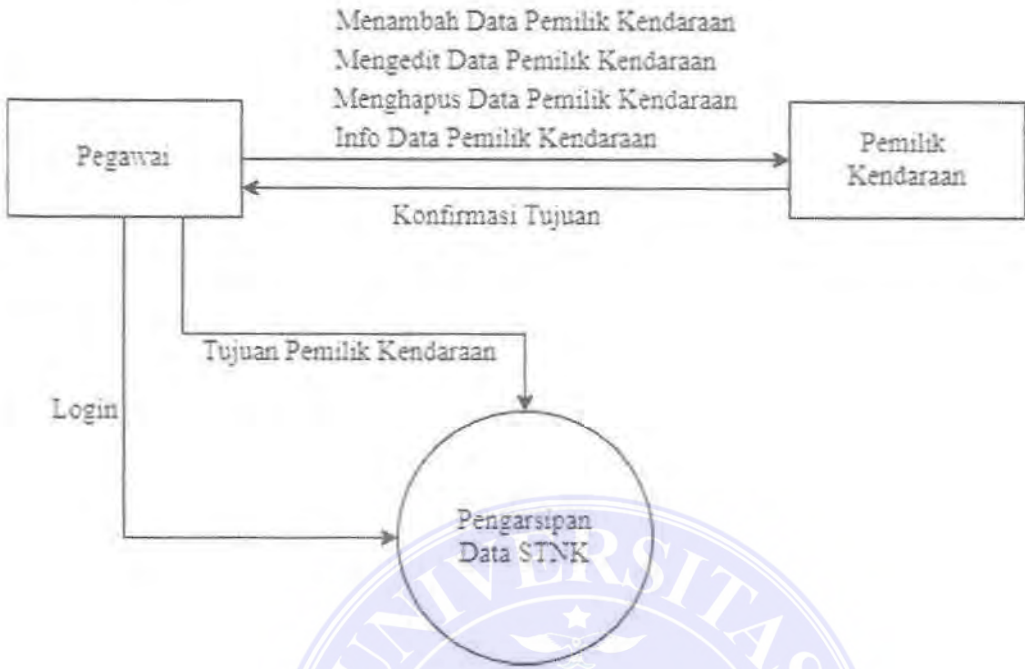 Menambah Data Pemilik Kendaraan
Mengedit Data Pemilik Kendaraan
Menghapus Data Pemilik Kendaraan
Info Data Pemilik Kendaraan
Pegawai
Pemilik
Kendaraan
Konfirmasi Tujuan
Tujuan Pemilik Kendaraan
Login
Pengarsipan
Data STNK
UNIVERSITAS